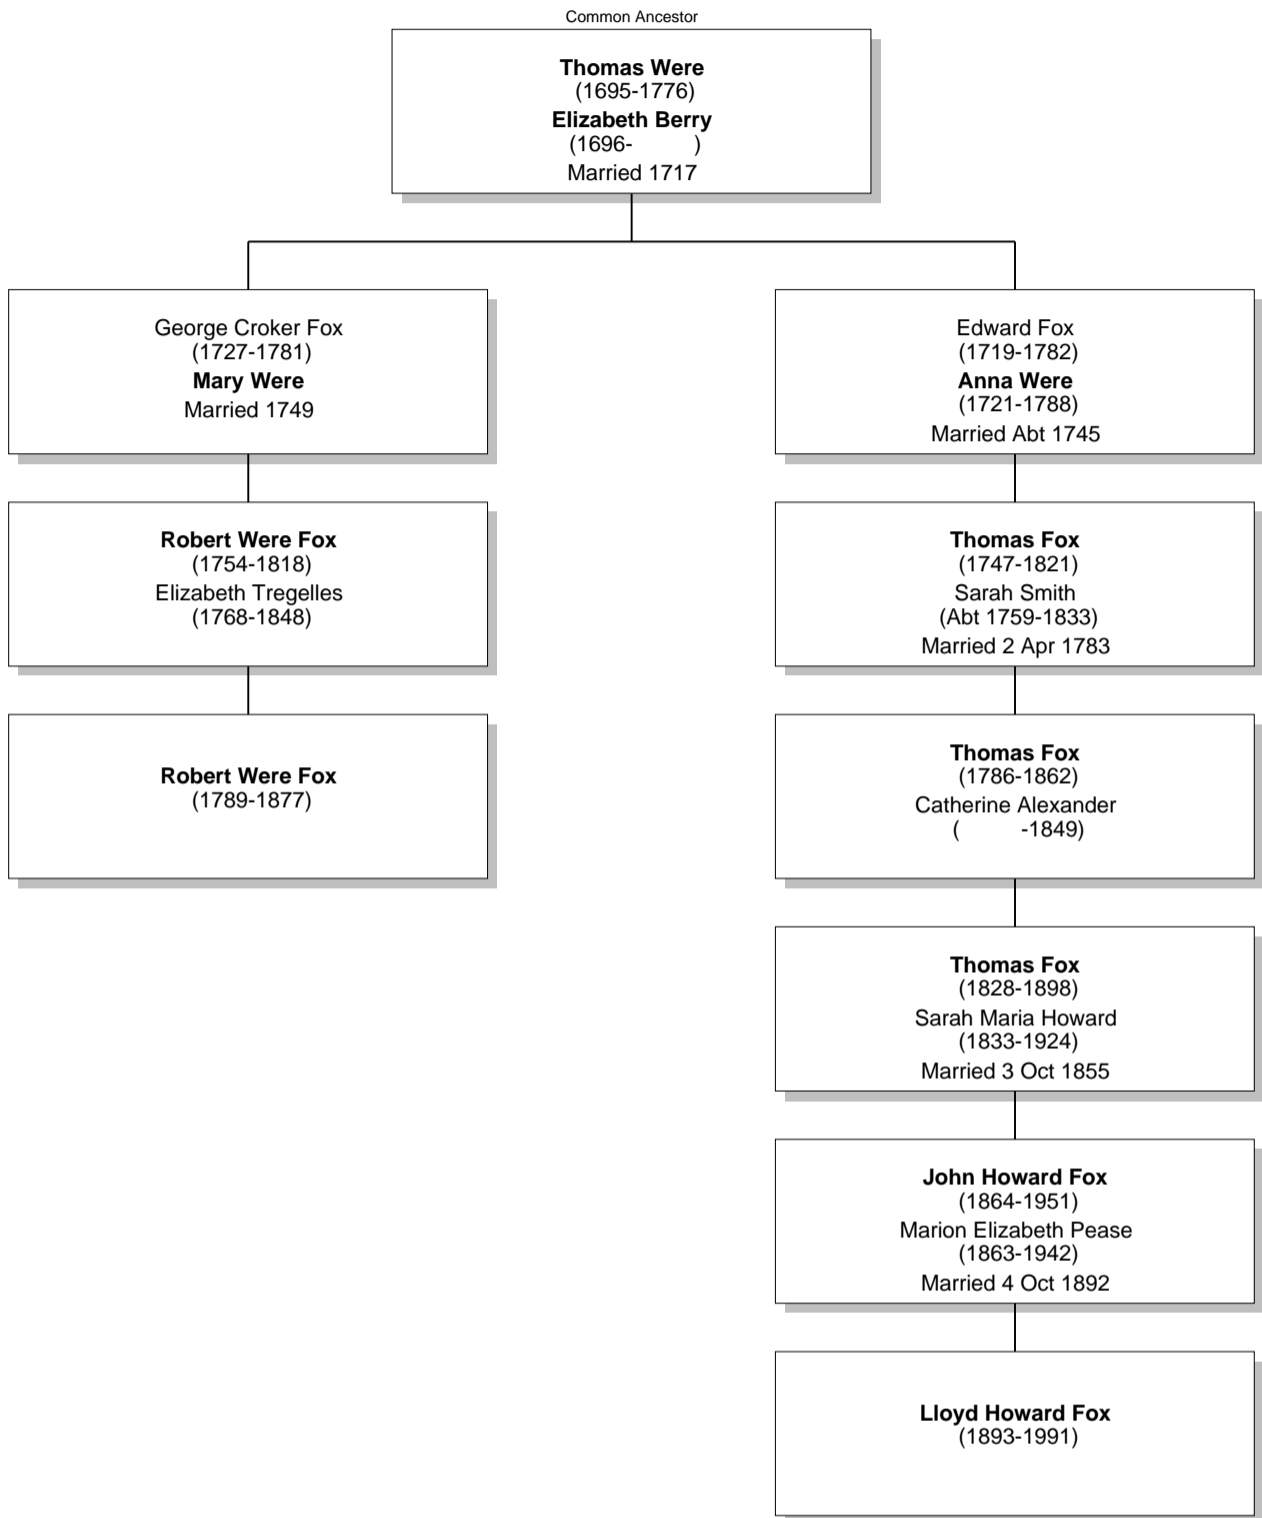 Common Ancestor
Thomas Were
(1695-1776)
Elizabeth Berry
(1696- )
Married 1717
George Croker Fox
(1727-1781)
Mary Were
Married 1749
Edward Fox
(1719-1782)
Anna Were
(1721-1788)
Married Abt 1745
Robert Were Fox
(1754-1818)
Elizabeth Tregelles
(1768-1848)
Thomas Fox
(1747-1821)
Sarah Smith
(Abt 1759-1833)
Married 2 Apr 1783
Robert Were Fox
(1789-1877)
Thomas Fox
(1786-1862)
Catherine Alexander
( -1849)
Thomas Fox
(1828-1898)
Sarah Maria Howard
(1833-1924)
Married 3 Oct 1855
John Howard Fox
(1864-1951)
Marion Elizabeth Pease
(1863-1942)
Married 4 Oct 1892
Lloyd Howard Fox
(1893-1991)